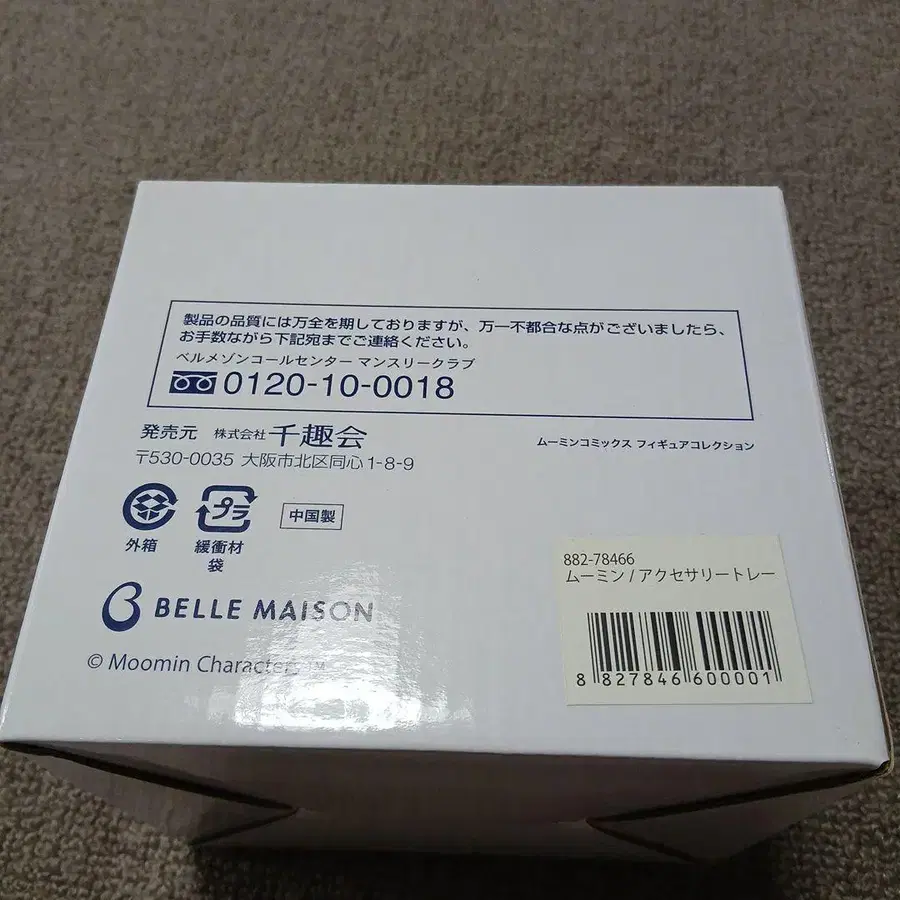 製品の品質には万全を期しておりますが、万一不都合な点がございましたら、
お手数ながら下記宛までご連絡ください。
ベルメゾンコールセンター マンスリークラブ
0120-10-0018
発売元 株式会社 千趣会
〒530-0035 大阪市北区同心1-8-9
ムーミンコミックス フィギュアコレクション
外箱
プラ
緩衝材
袋
中国製
BELLE MAISON
© Moomin Characters ™
882-78466
ムーミン/アクセサリートレー
8 827846 600001